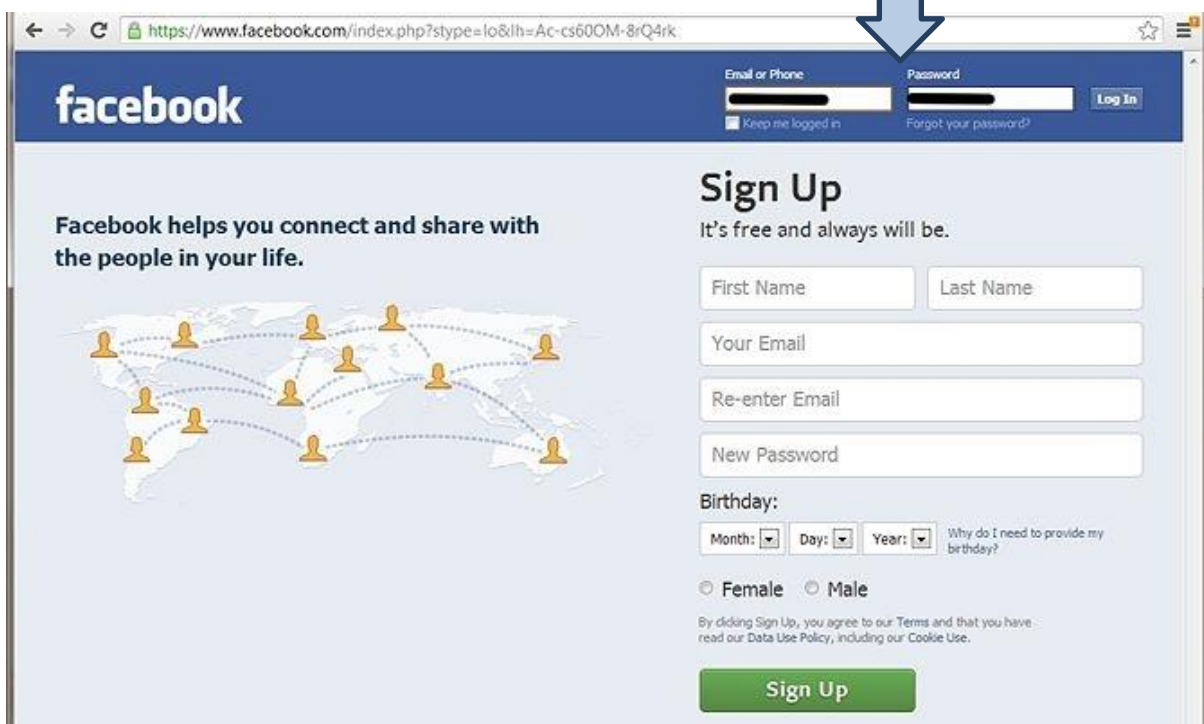 https://www.facebook.com/index.php?stype=lo&lh=Ac-cs60OM-8rQ4rk
facebook
Email or Phone
Password
Log In
Keep me logged in
Forgot your password?
Facebook helps you connect and share with
the people in your life.
Sign Up
It's free and always will be.
First Name
Last Name
Your Email
Re-enter Email
New Password
Birthday:
Month: Day: Year:
Why do I need to provide my
birthday?
Female Male
By clicking Sign Up, you agree to our Terms and that you have
read our Data Use Policy, including our Cookie Use.
Sign Up